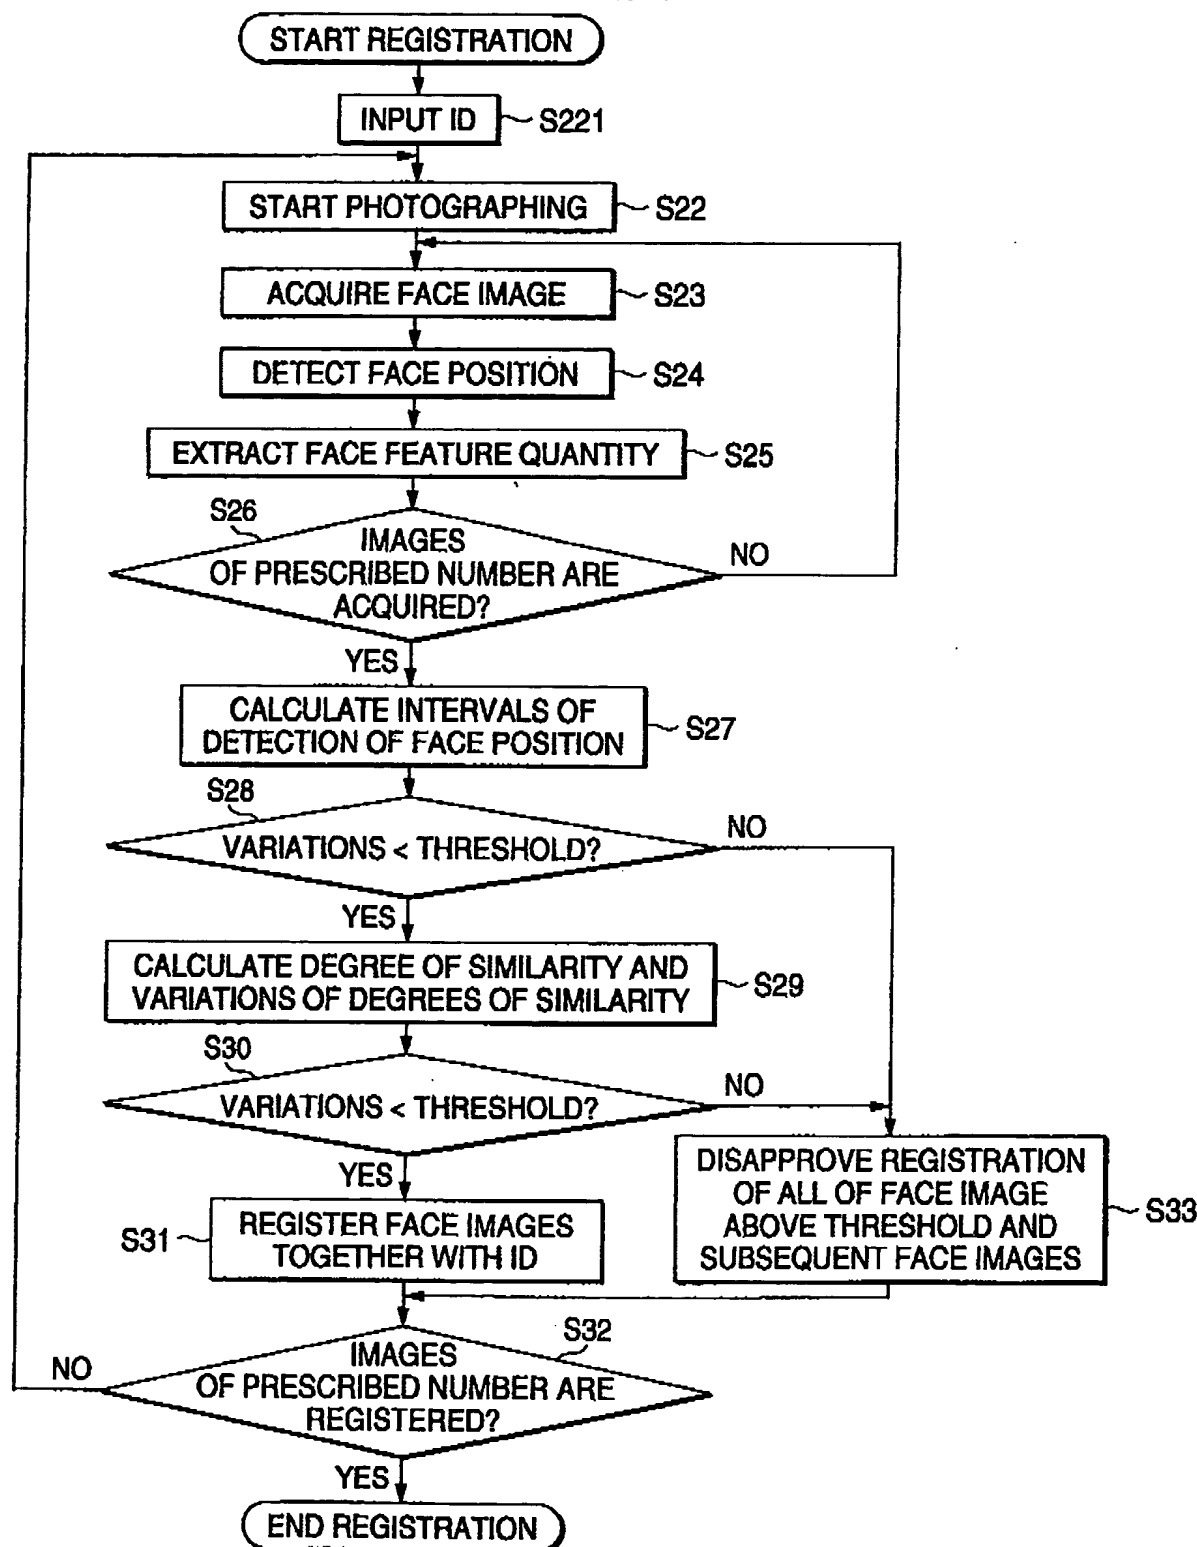 START REGISTRATION
INPUT ID
S221
START PHOTOGRAPHING
S22
ACQUIRE FACE IMAGE
S23
DETECT FACE POSITION
S24
EXTRACT FACE FEATURE QUANTITY
S25
S26
IMAGES
OF PRESCRIBED NUMBER ARE
ACQUIRED?
NO
YES
CALCULATE INTERVALS OF
DETECTION OF FACE POSITION
S27
S28
VARIATIONS < THRESHOLD?
NO
YES
CALCULATE DEGREE OF SIMILARITY AND
VARIATIONS OF DEGREES OF SIMILARITY
S29
S30
VARIATIONS < THRESHOLD?
NO
YES
DISAPPROVE REGISTRATION
OF ALL OF FACE IMAGE
ABOVE THRESHOLD AND
SUBSEQUENT FACE IMAGES
S33
S31
REGISTER FACE IMAGES
TOGETHER WITH ID
S32
IMAGES
OF PRESCRIBED NUMBER ARE
REGISTERED?
NO
YES
END REGISTRATION